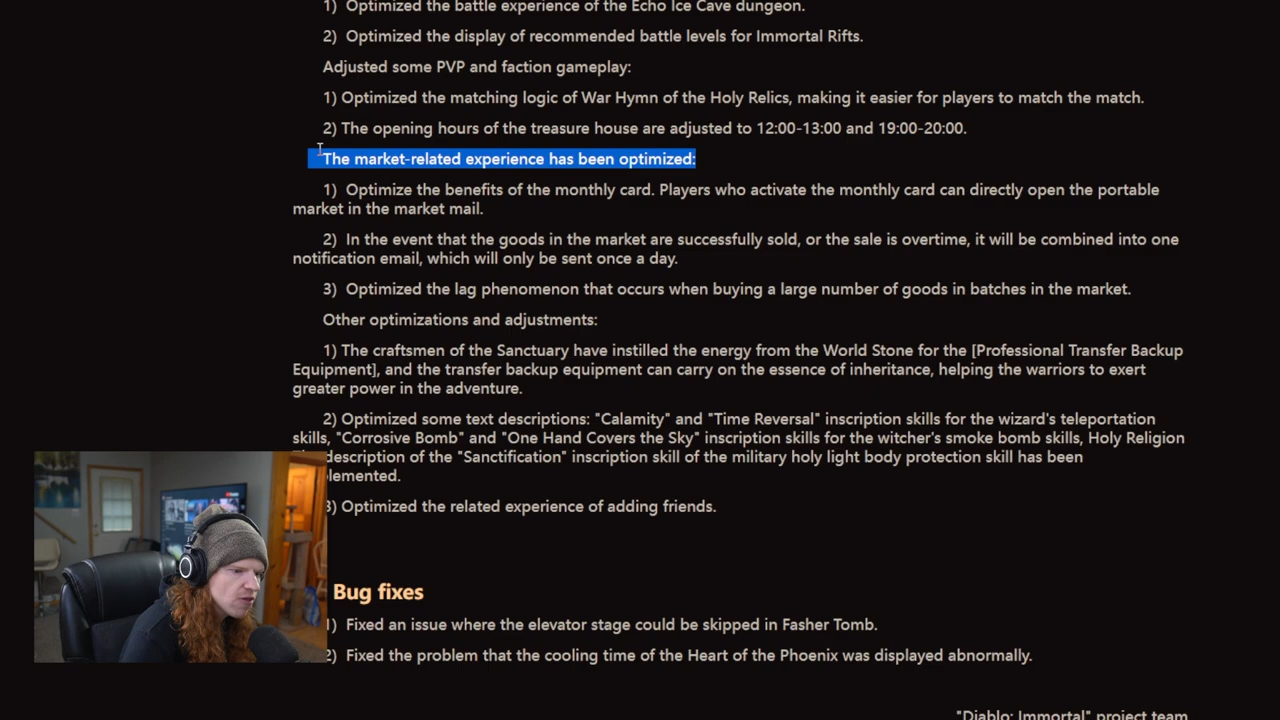 1) Optimized the battle experience of the Echo Ice Cave dungeon.
2) Optimized the display of recommended battle levels for Immortal Rifts.
Adjusted some PVP and faction gameplay:
1) Optimized the matching logic of War Hymn of the Holy Relics, making it easier for players to match the match.
2) The opening hours of the treasure house are adjusted to 12:00-13:00 and 19:00-20:00.
The market-related experience has been optimized:
1) Optimize the benefits of the monthly card. Players who activate the monthly card can directly open the portable
market in the market mail.
2) In the event that the goods in the market are successfully sold, or the sale is overtime, it will be combined into one
notification email, which will only be sent once a day.
3) Optimized the lag phenomenon that occurs when buying a large number of goods in batches in the market.
Other optimizations and adjustments:
1) The craftsmen of the Sanctuary have instilled the energy from the World Stone for the [Professional Transfer Backup
Equipment], and the transfer backup equipment can carry on the essence of inheritance, helping the warriors to exert
greater power in the adventure.
2) Optimized some text descriptions: "Calamity" and "Time Reversal" inscription skills for the wizard's teleportation
skills, "Corrosive Bomb" and "One Hand Covers the Sky" inscription skills for the witcher's smoke bomb skills, Holy Religion
description of the "Sanctification" inscription skill of the military holy light body protection skill has been
lemented.
3) Optimized the related experience of adding friends.
Bug fixes
1) Fixed an issue where the elevator stage could be skipped in Fasher Tomb.
2) Fixed the problem that the cooling time of the Heart of the Phoenix was displayed abnormally.
"Diablo: Immortal" project team